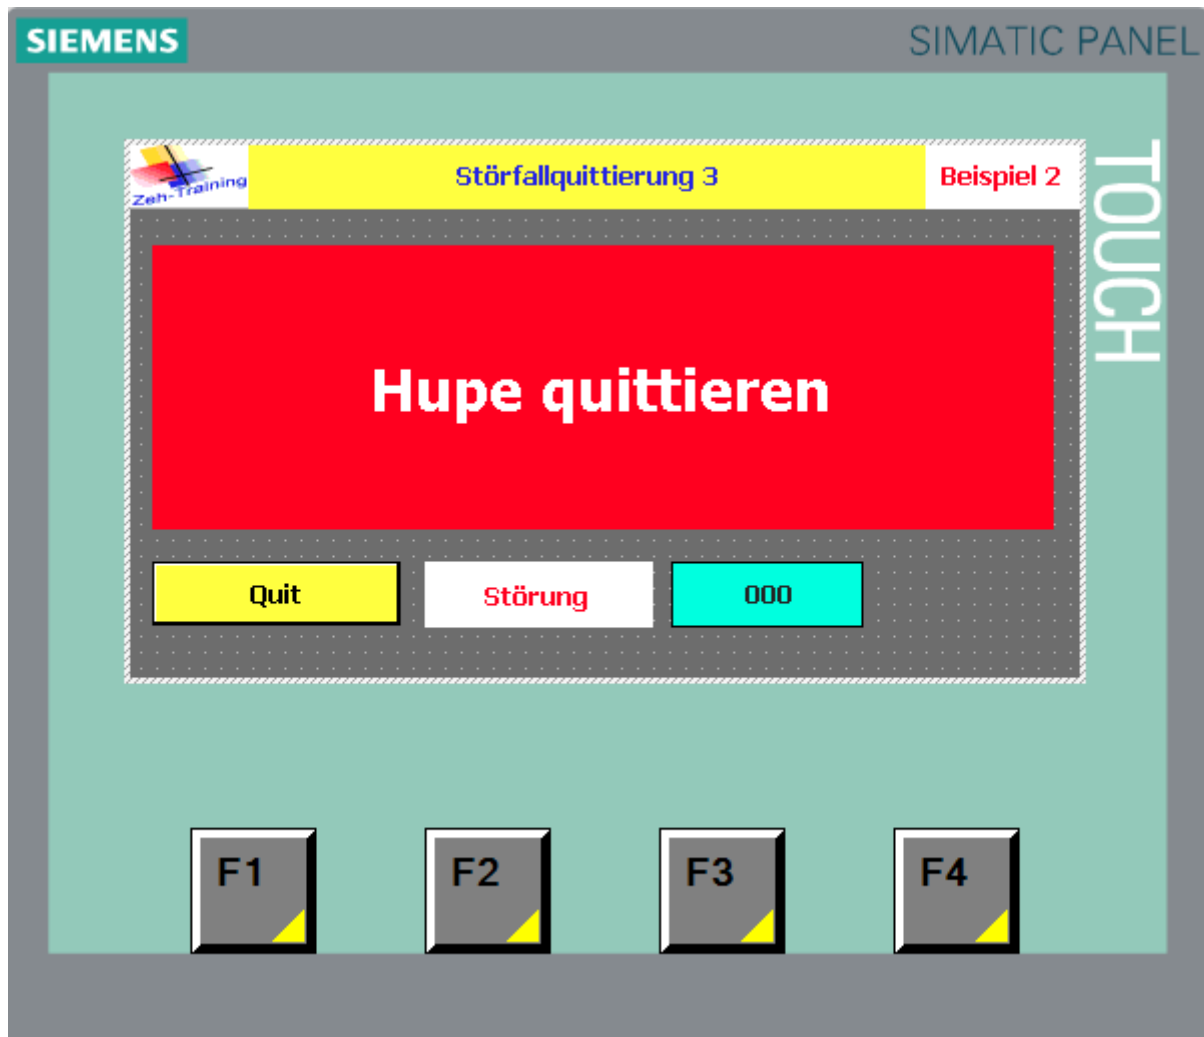 SIEMENS
SIMATIC PANEL
TOUCH
Zeh-Training
Störfallquittierung 3
Beispiel 2
Hupe quittieren
Quit
Störung
000
F1
F2
F3
F4